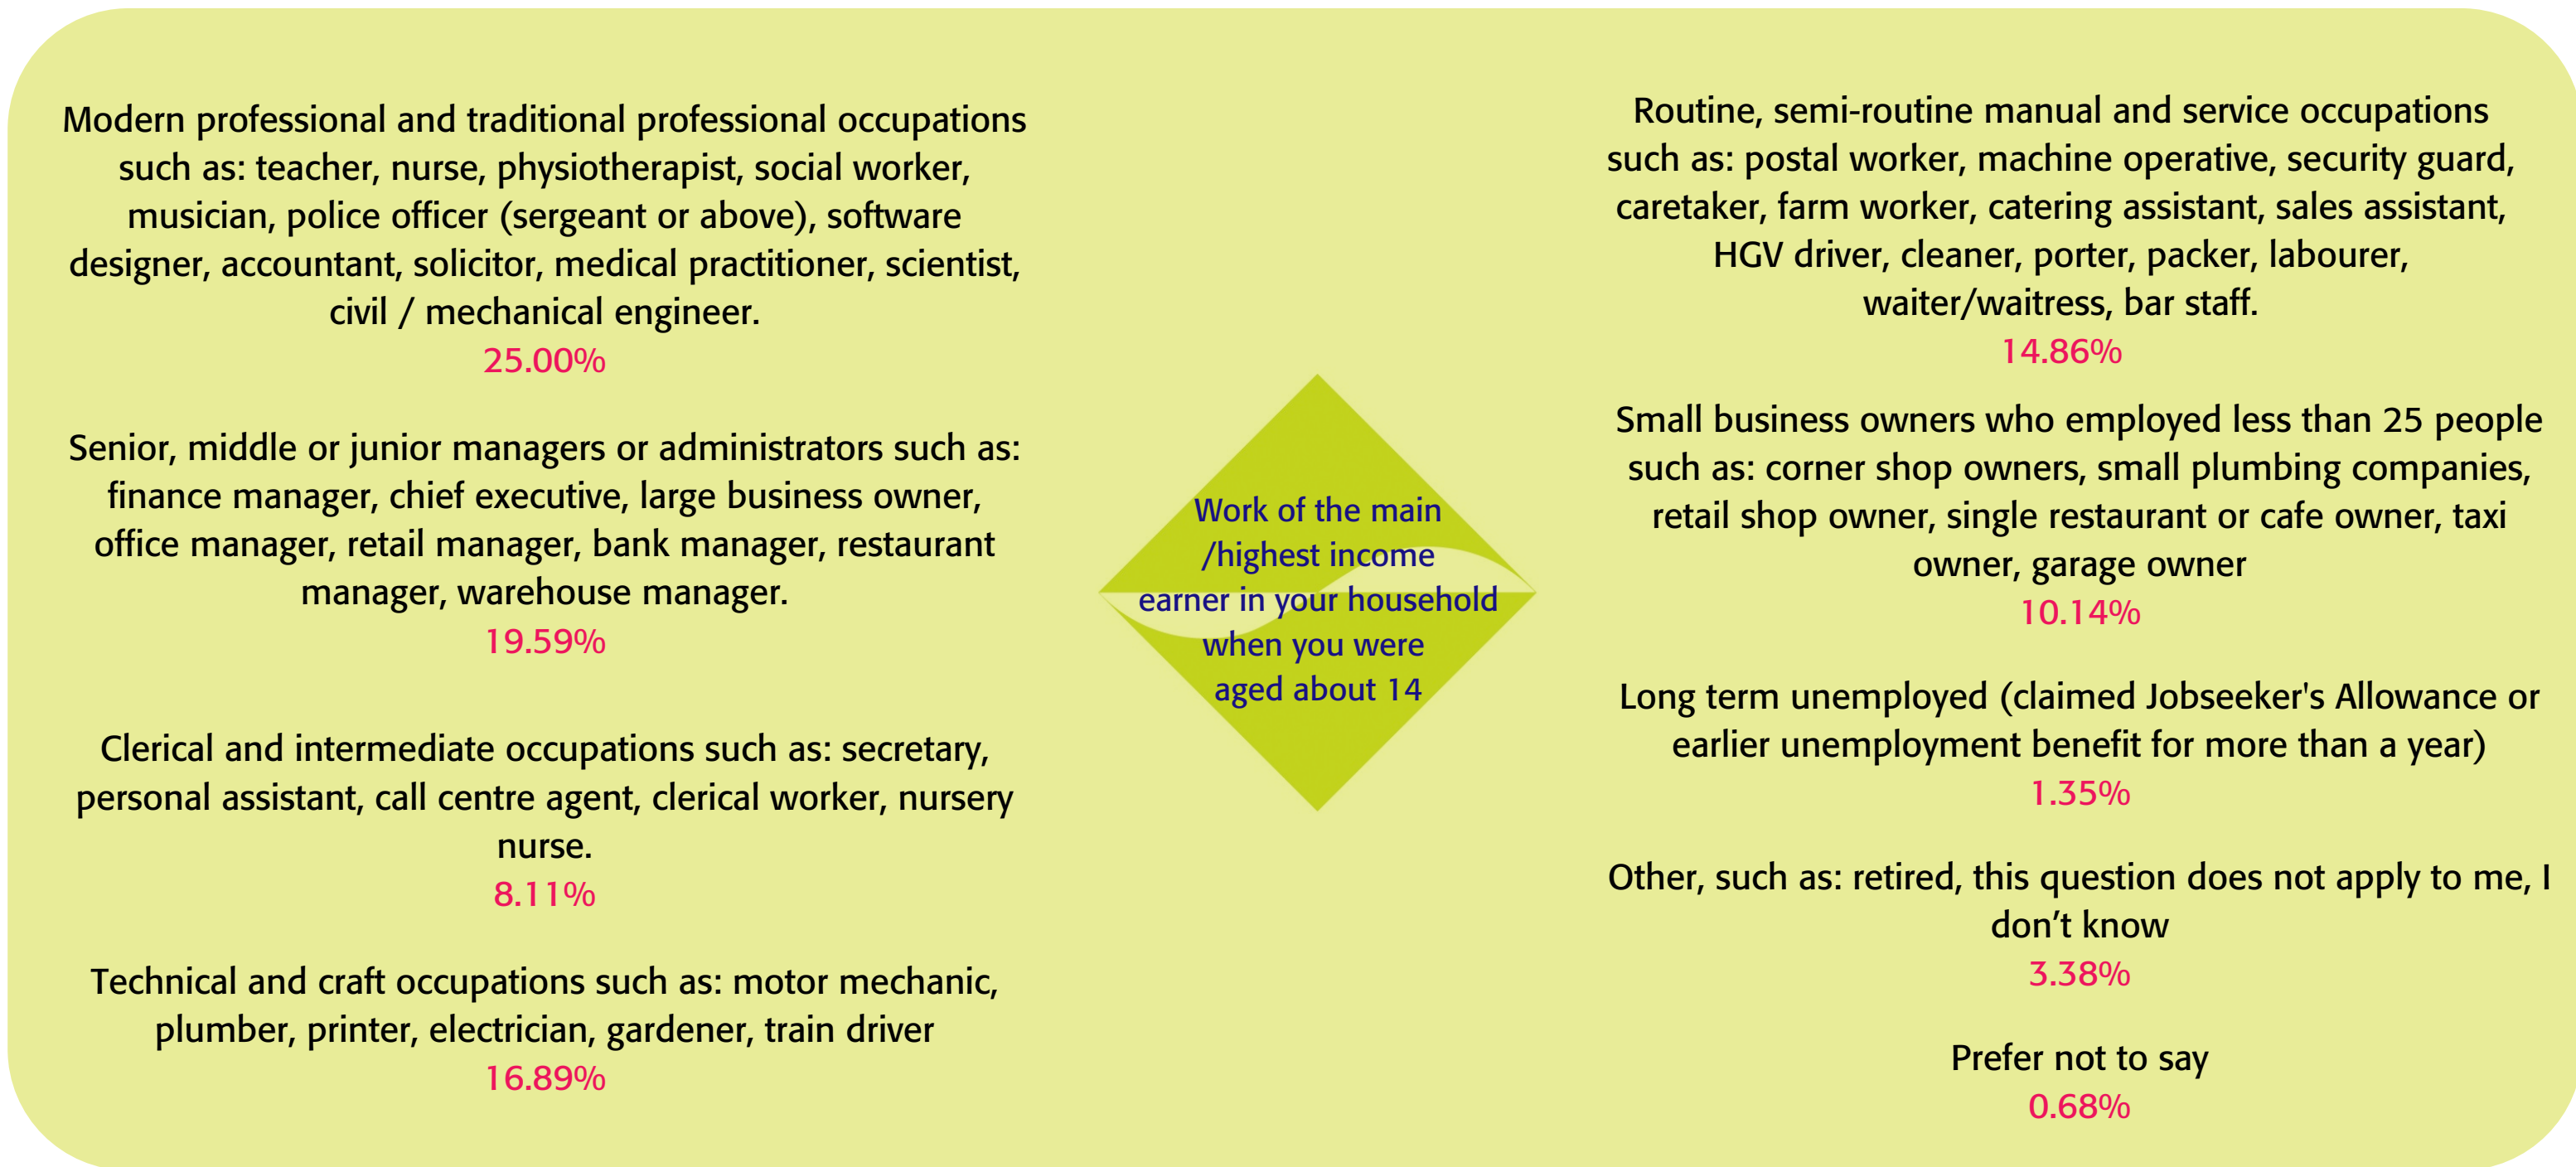 Modern professional and traditional professional occupations
such as: teacher, nurse, physiotherapist, social worker,
musician, police officer (sergeant or above), software
designer, accountant, solicitor, medical practitioner, scientist,
civil / mechanical engineer.
25.00%
Senior, middle or junior managers or administrators such as:
finance manager, chief executive, large business owner,
office manager, retail manager, bank manager, restaurant
manager, warehouse manager.
19.59%
Clerical and intermediate occupations such as: secretary,
personal assistant, call centre agent, clerical worker, nursery
nurse.
8.11%
Technical and craft occupations such as: motor mechanic,
plumber, printer, electrician, gardener, train driver
16.89%
Work of the main
/highest income
earner in your household
when you were
aged about 14
Routine, semi-routine manual and service occupations
such as: postal worker, machine operative, security guard,
caretaker, farm worker, catering assistant, sales assistant,
HGV driver, cleaner, porter, packer, labourer,
waiter/waitress, bar staff.
14.86%
Small business owners who employed less than 25 people
such as: corner shop owners, small plumbing companies,
retail shop owner, single restaurant or cafe owner, taxi
owner, garage owner
10.14%
Long term unemployed (claimed Jobseeker's Allowance or
earlier unemployment benefit for more than a year)
1.35%
Other, such as: retired, this question does not apply to me, I
don’t know
3.38%
Prefer not to say
0.68%